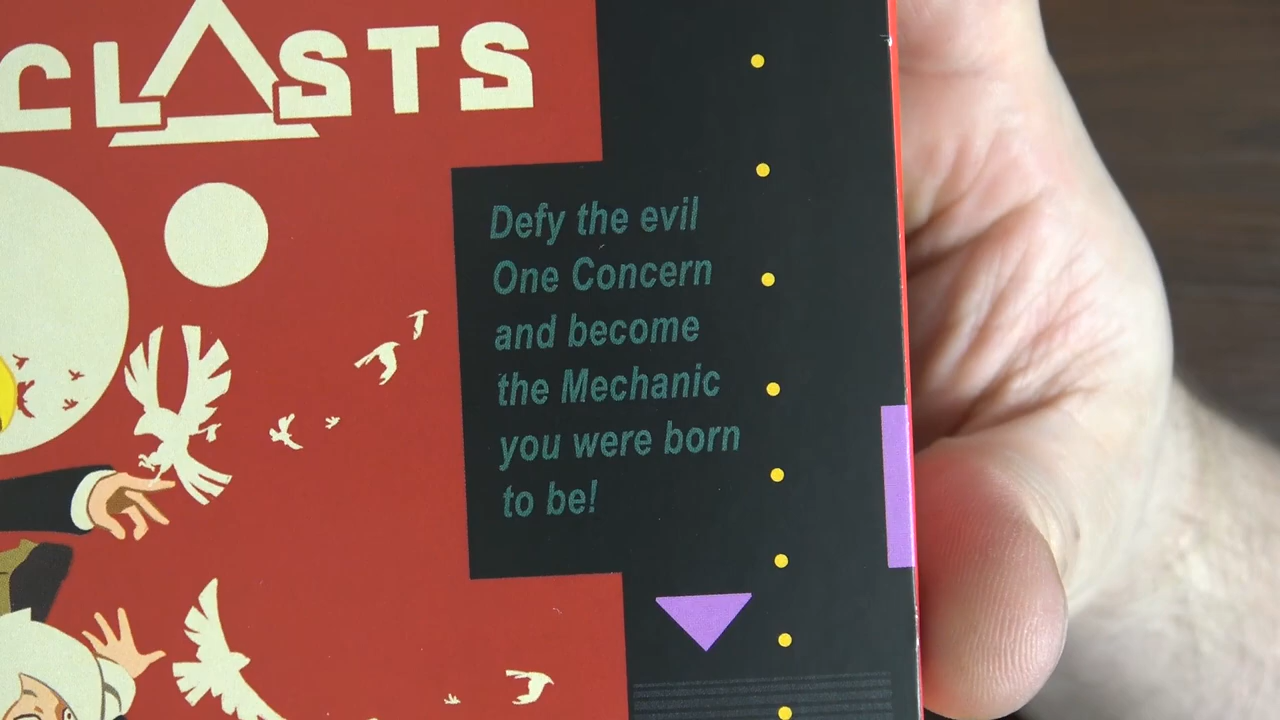 CLASTS
Defy the evil
One Concern
and become
the Mechanic
you were born
to be!